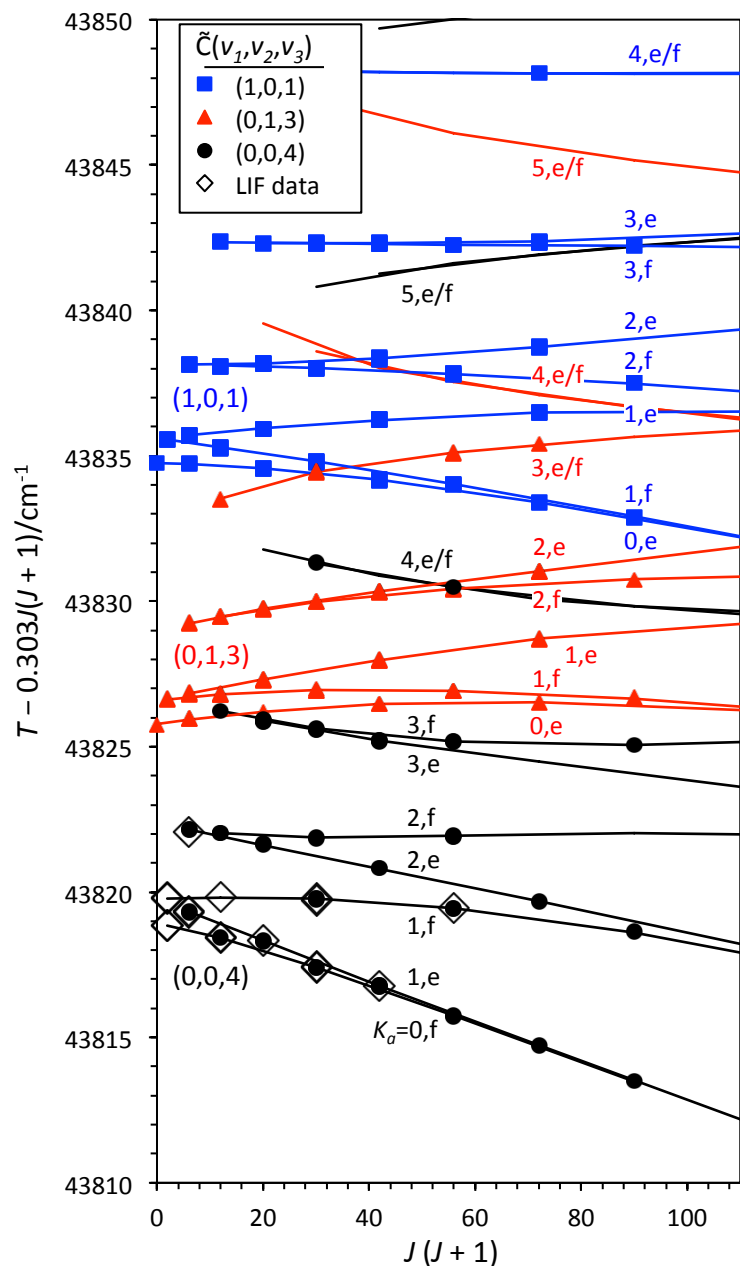 43850
43845
43840
43835
43830
43825
43820
43815
43810
T − 0.303J(J + 1)/cm⁻¹
C̃(v₁,v₂,v₃)
(1,0,1)
(0,1,3)
(0,0,4)
LIF data
4,e/f
5,e/f
3,e
3,f
5,e/f
2,e
2,f
4,e/f
(1,0,1)
1,e
3,e/f
1,f
0,e
2,e
4,e/f
2,f
(0,1,3)
1,e
1,f
0,e
3,f
3,e
2,f
2,e
1,f
(0,0,4)
1,e
Kₐ=0,f
0
20
40
60
80
100
J (J + 1)